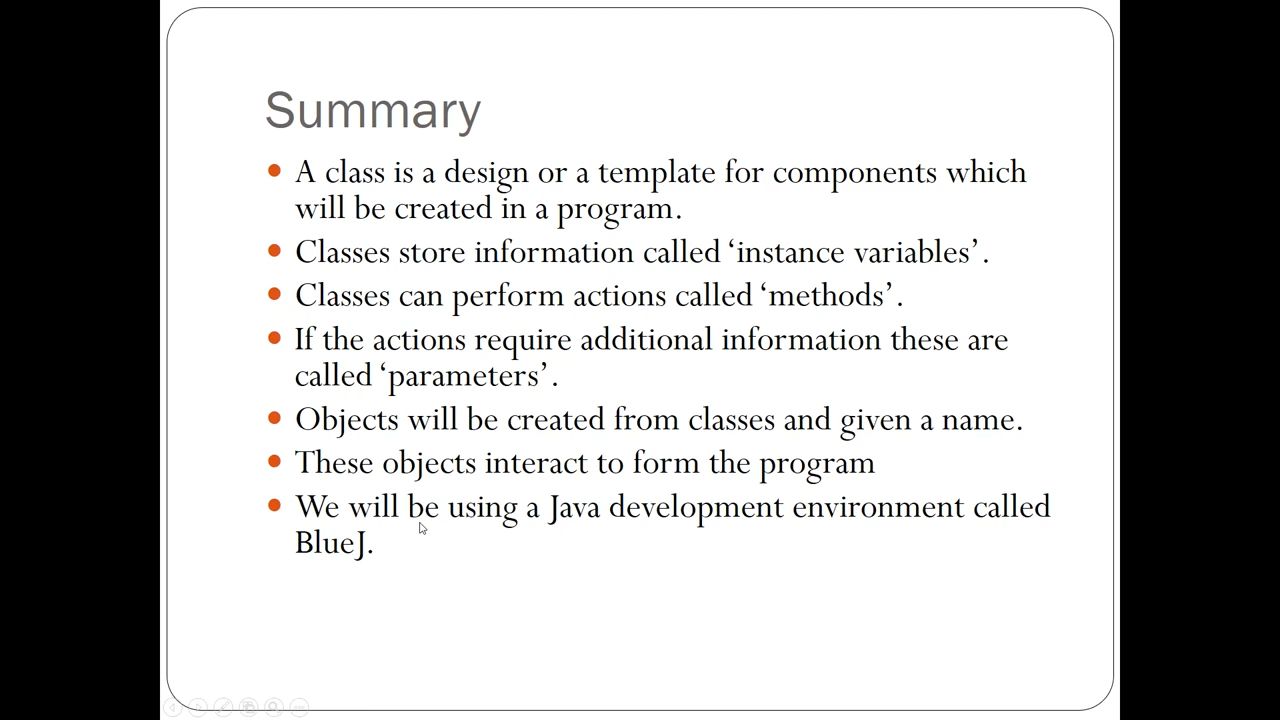 Summary
A class is a design or a template for components which
will be created in a program.
Classes store information called ‘instance variables’.
Classes can perform actions called ‘methods’.
If the actions require additional information these are
called ‘parameters’.
Objects will be created from classes and given a name.
These objects interact to form the program
We will be using a Java development environment called
BlueJ.